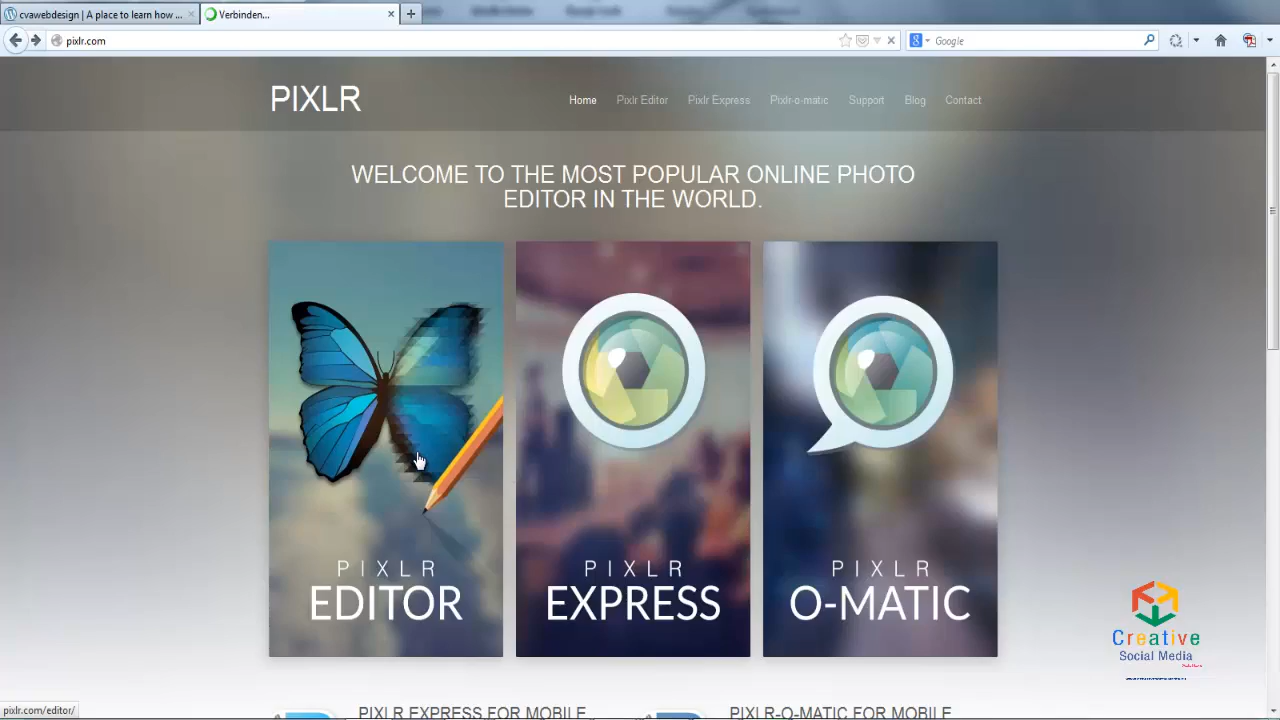 cvawebdesign | A place to learn how ...
Verbinden...
pixlr.com
Google
PIXLR
Home
Pixlr Editor
Pixlr Express
Pixlr-o-matic
Support
Blog
Contact
WELCOME TO THE MOST POPULAR ONLINE PHOTO
EDITOR IN THE WORLD.
PIXLR
EDITOR
PIXLR
EXPRESS
PIXLR
O-MATIC
Creative
Social Media
PIXLR EXPRESS FOR MOBILE
PIXLR-O-MATIC FOR MOBILE
pixlr.com/editor/